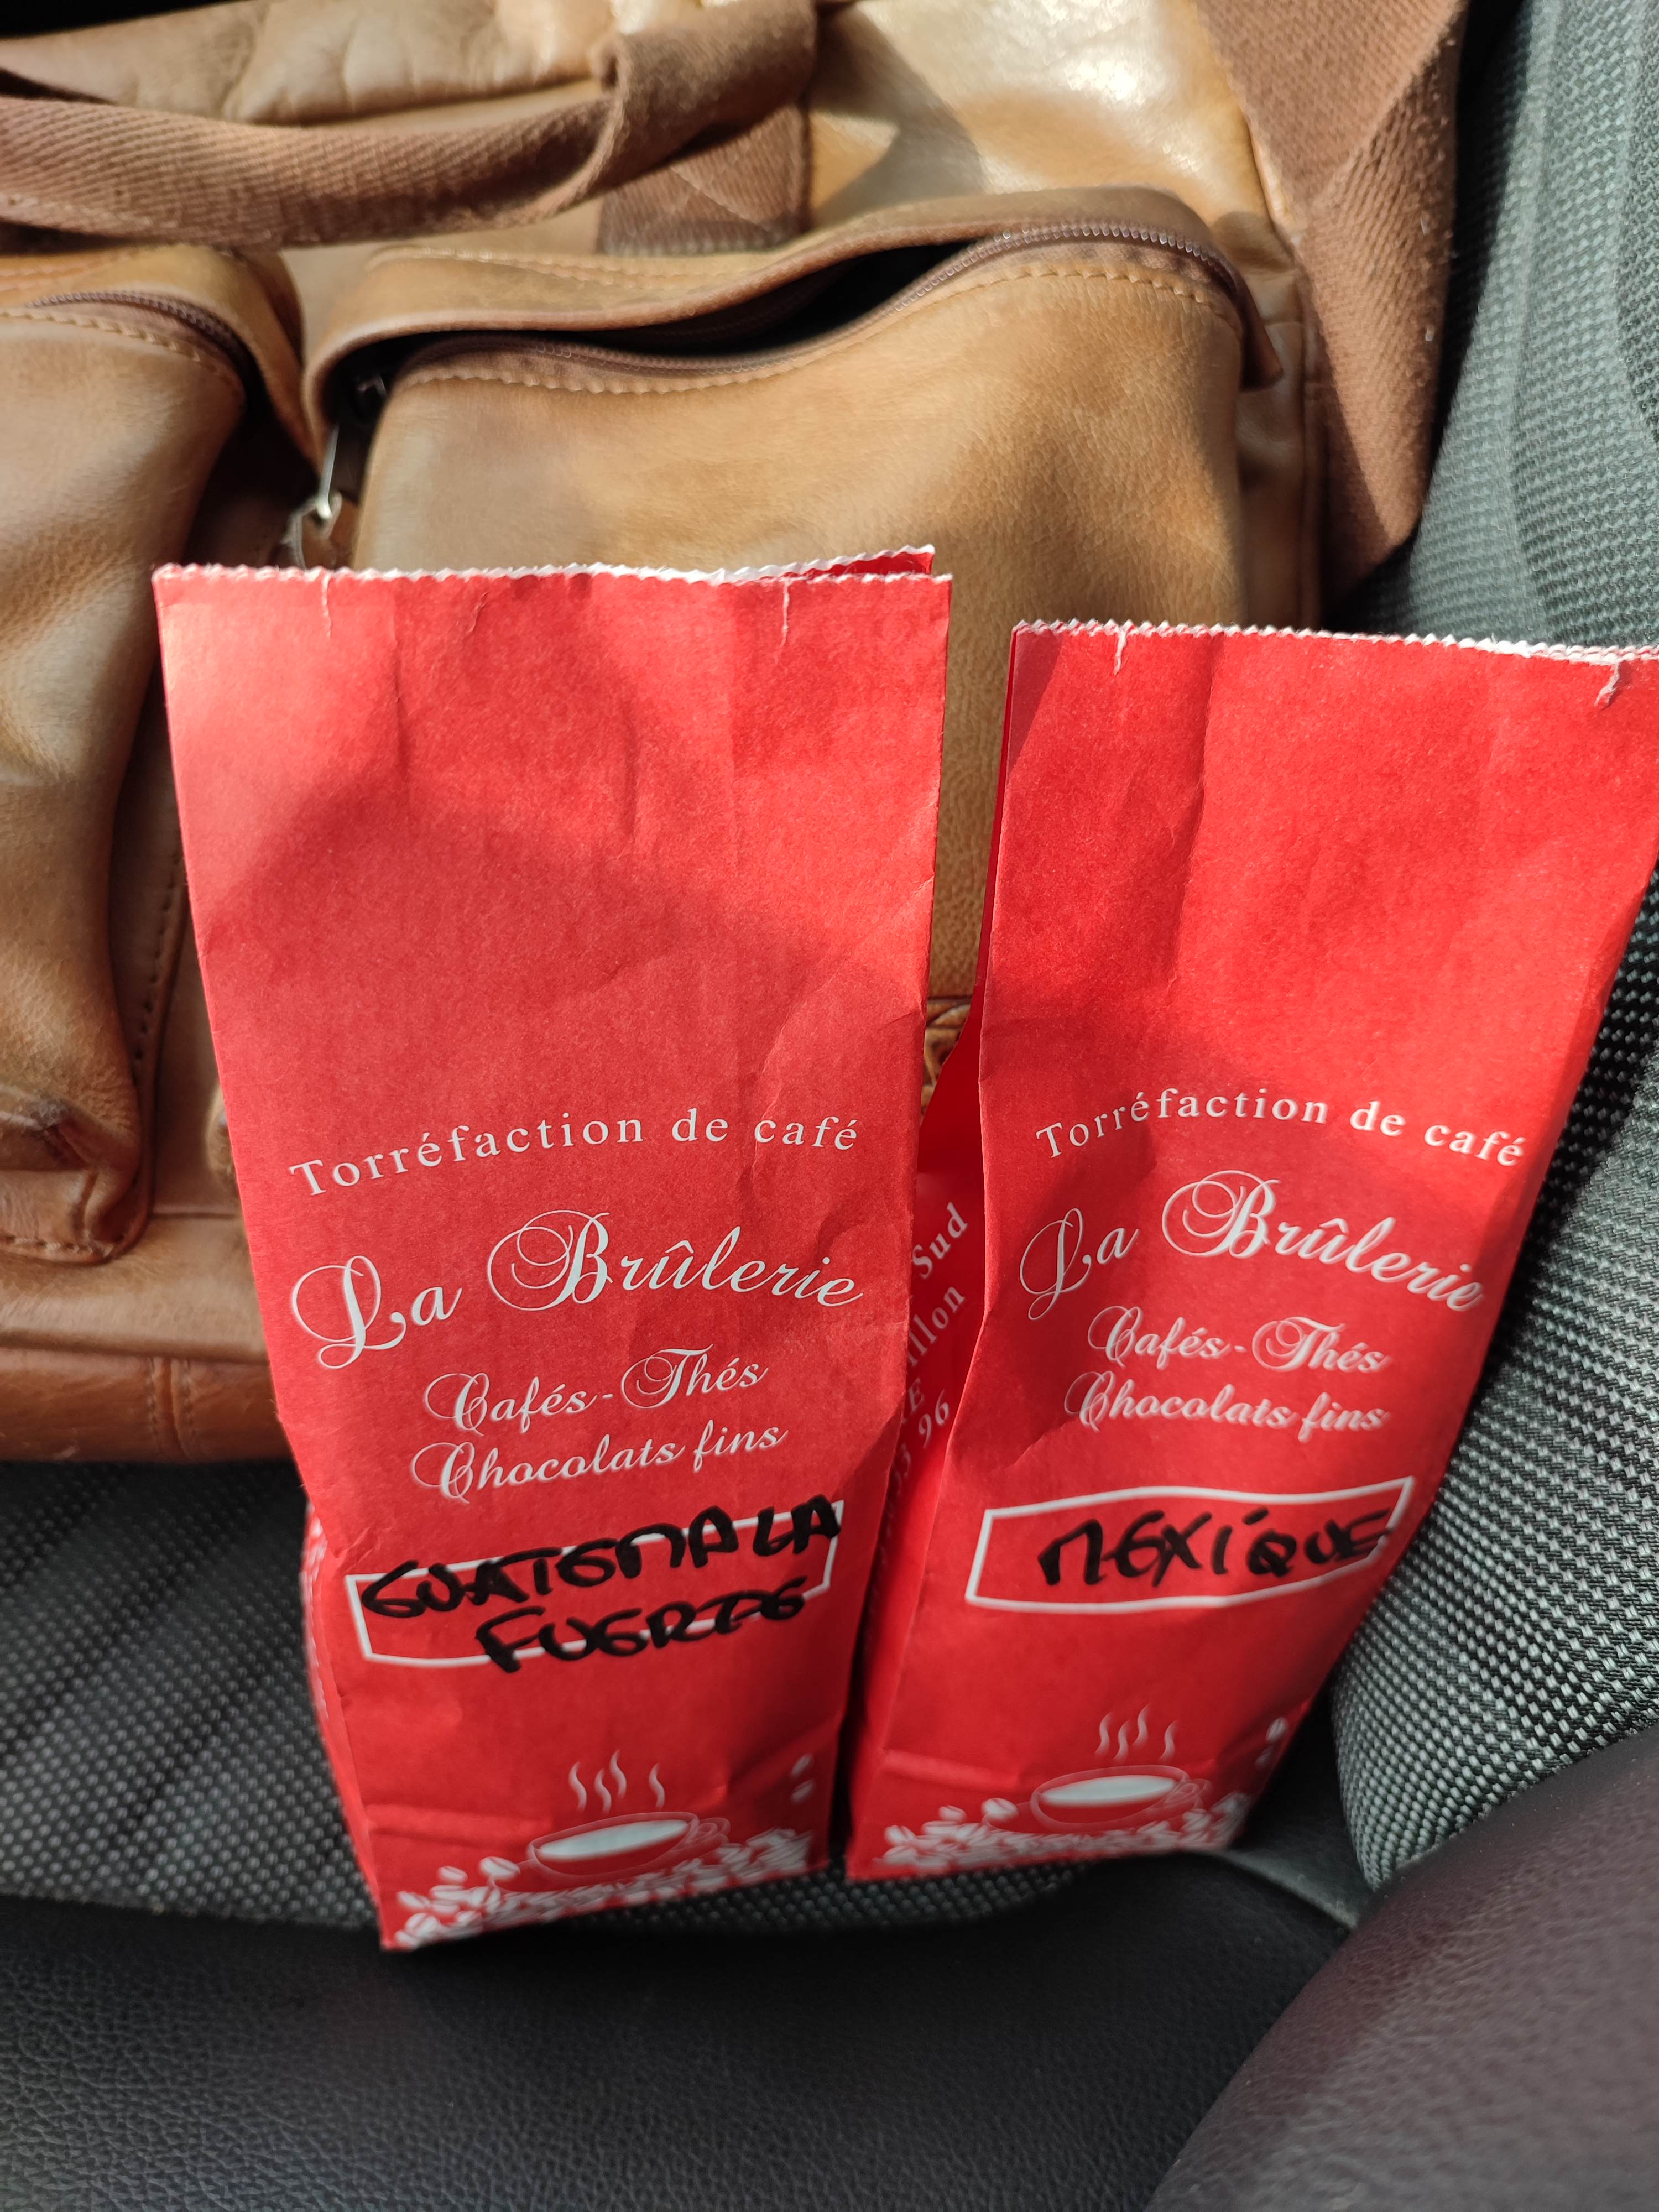 Torréfaction de café
La Brûlerie
Cafés - Thés
Chocolats fins
GUATEMALA
FUERTE
Sud
96
Torréfaction de café
La Brûlerie
Cafés - Thés
Chocolats fins
MEXIQUE